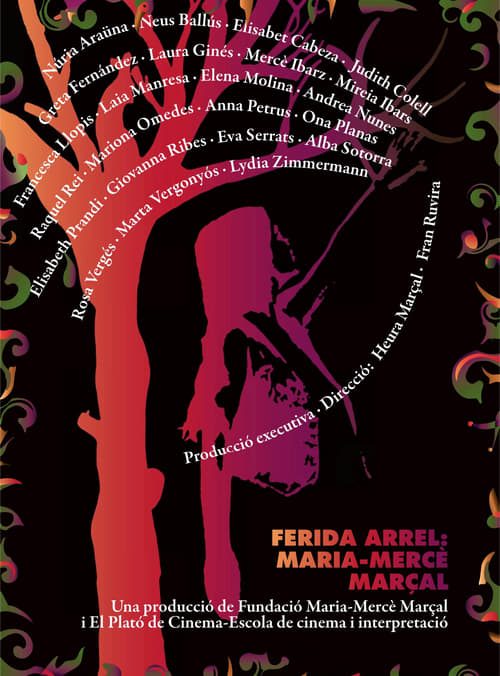 Núria Araüna · Neus Ballús · Elisabet Cabeza · Judith Colell
Greta Fernández · Laura Ginés · Mercè Ibarz · Mireia Ibars
Francesca Llopis · Laia Manresa · Elena Molina · Andrea Nunes
Raquel Rei · Mariona Omedes · Anna Petrus · Ona Planas
Elisabeth Prandi · Giovanna Ribes · Eva Serrats · Alba Sotorra
Rosa Vergés · Marta Vergonyós · Lydia Zimmermann
Producció executiva · Direcció: Heura Marçal · Fran Ruvira
FERIDA ARREL:
MARIA-MERCÈ
MARÇAL
Una producció de Fundació Maria-Mercè Marçal
i El Plató de Cinema-Escola de cinema i interpretació